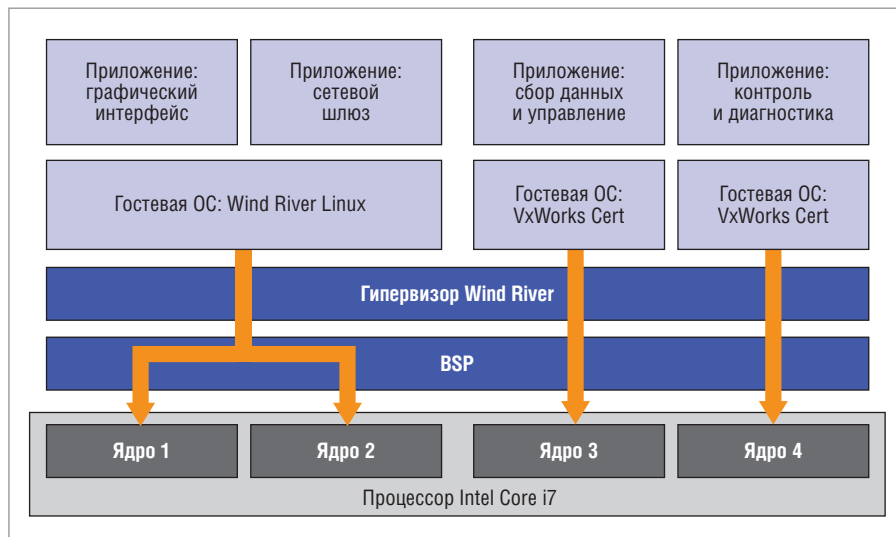 Приложение:
графический
интерфейс
Приложение:
сетевой
шлюз
Приложение:
сбор данных
и управление
Приложение:
контроль
и диагностика
Гостевая ОС: Wind River Linux
Гостевая ОС:
VxWorks Cert
Гостевая ОС:
VxWorks Cert
Гипервизор Wind River
BSP
Ядро 1
Ядро 2
Ядро 3
Ядро 4
Процессор Intel Core i7